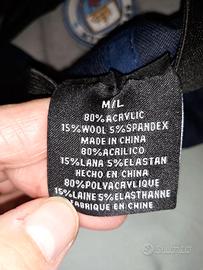 M/L
80%ACRYLIC
15%WOOL 5%SPANDEX
MADE IN CHINA
80%ACRILICO
15%LANA 5%ELASTAN
HECHO EN CHINA
80%POLYACRYLIQUE
15%LAINE 5%ELASTHANNE
FABRIQUE EN CHINE